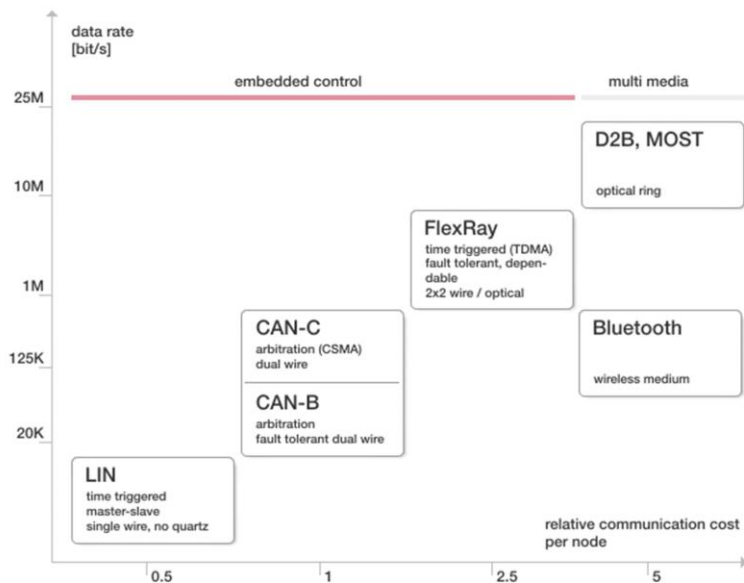 data rate
[bit/s]
embedded control
multi media
25M
D2B, MOST
optical ring
10M
FlexRay
time triggered (TDMA)
fault tolerant, depen-
dable
2x2 wire / optical
1M
CAN-C
arbitration (CSMA)
dual wire
Bluetooth
wireless medium
125K
CAN-B
arbitration
fault tolerant dual wire
20K
LIN
time triggered
master-slave
single wire, no quartz
relative communication cost
per node
0.5
1
2.5
5